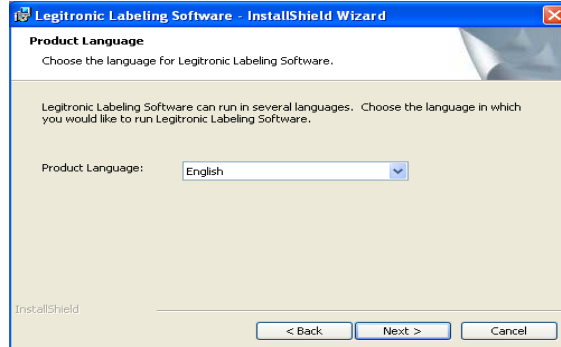 Legitronic Labeling Software - InstallShield Wizard
Product Language
Choose the language for Legitronic Labeling Software.
Legitronic Labeling Software can run in several languages.  Choose the language in which
you would like to run Legitronic Labeling Software.
Product Language:
English
InstallShield
< Back
Next >
Cancel